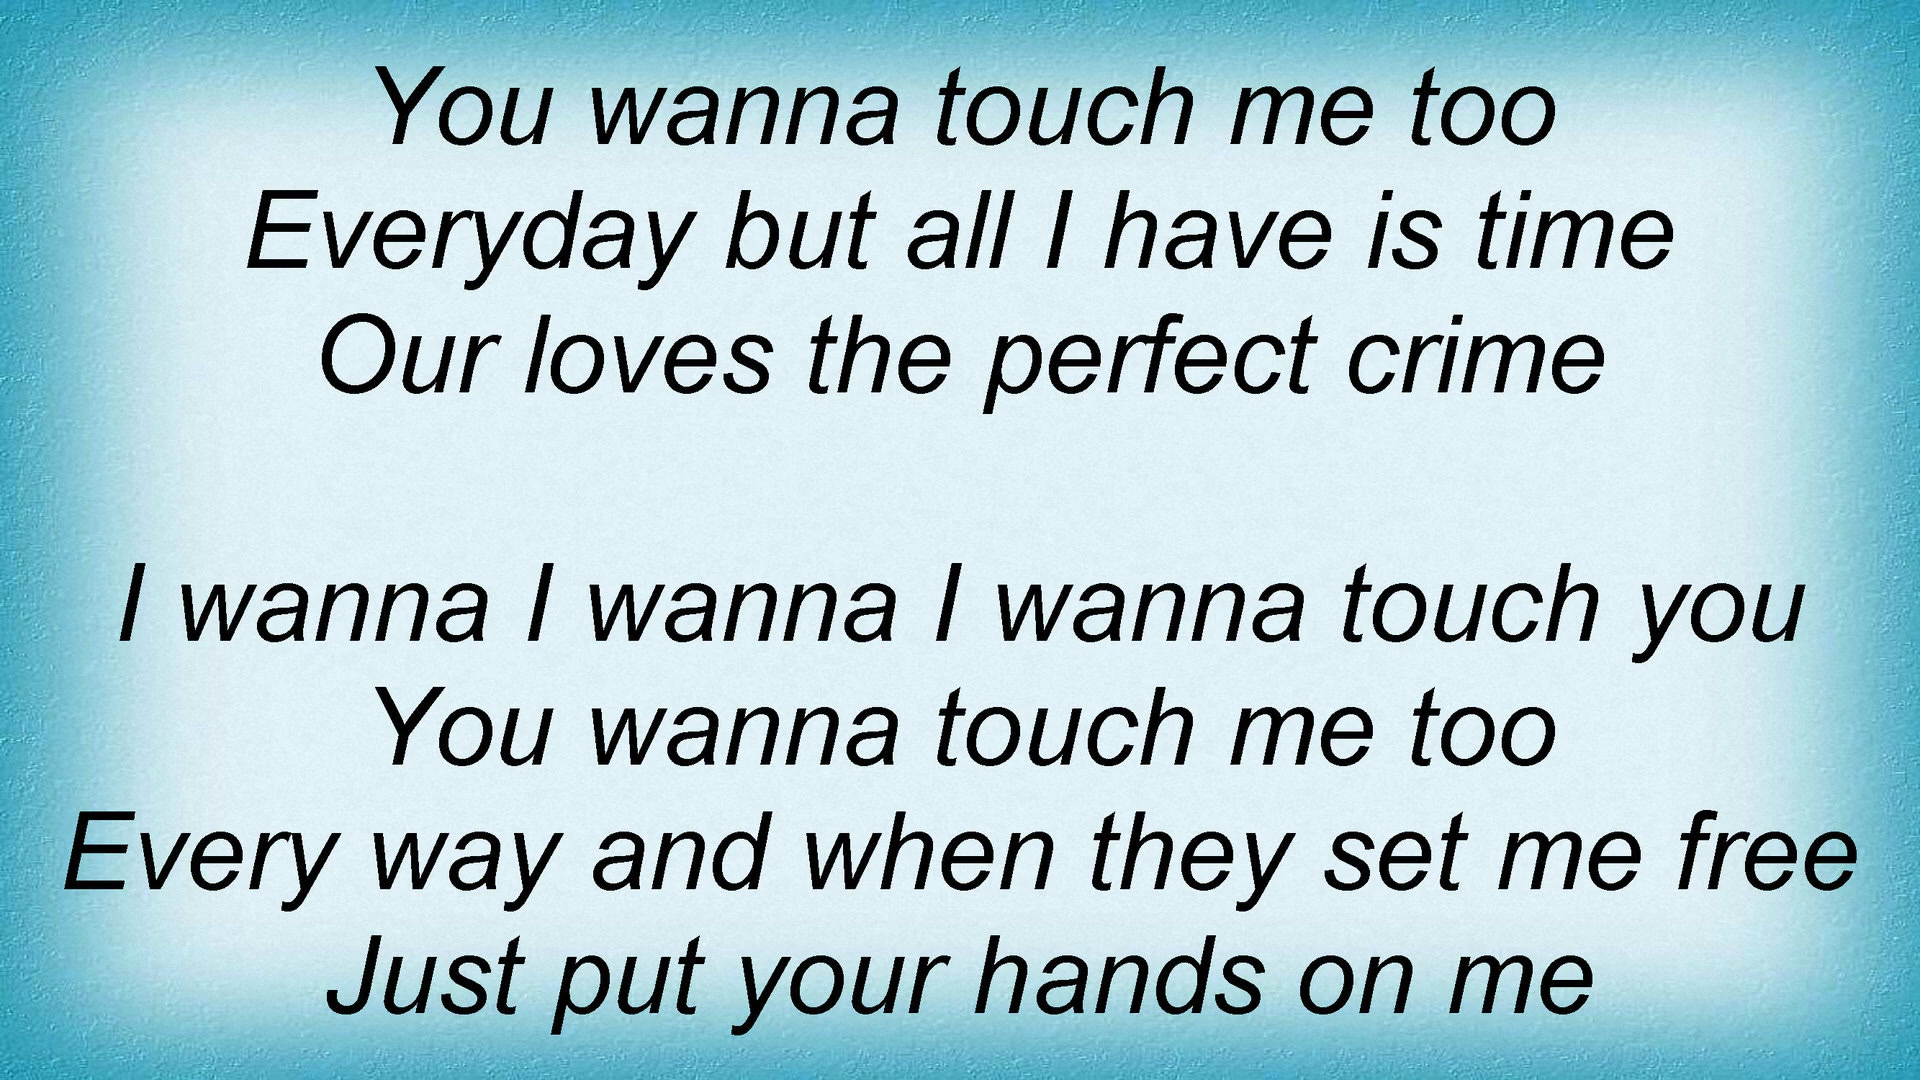 You wanna touch me too
Everyday but all I have is time
Our loves the perfect crime
I wanna I wanna I wanna touch you
You wanna touch me too
Every way and when they set me free
Just put your hands on me